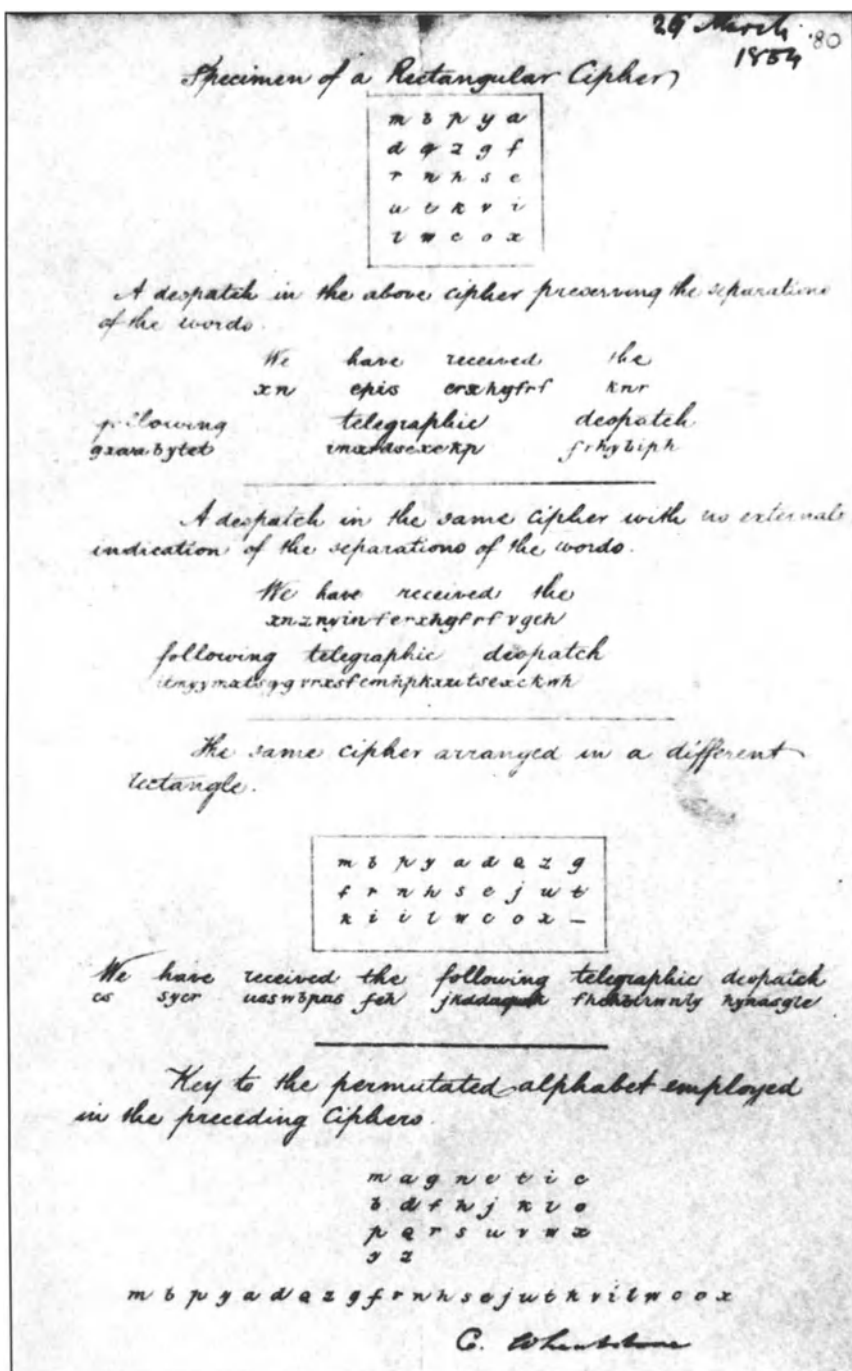 26 March
1854
80
Specimen of a Rectangular Cipher
m b p y a
d q z g f
r n h s e
u t k v i
l w c o x
A despatch in the above cipher preserving the separations
of the words.
We have received the
xn epis knr
following telegraphic despatch
A despatch in the same cipher with no external
indication of the separations of the words.
We have received the
following telegraphic despatch
The same cipher arranged in a different
rectangle.
m b p y a d q z g
f r n h s e j u t
k v i l w c o x _
We have received the following telegraphic despatch
es sycr
Key to the permutated alphabet employed
in the preceding Ciphers.
m a g n e t i c
b d f h j k l o
p q r s u v w x
y z
m b p y a d q z g f r n h s e j u t k v i l w c o x
C. Wheatstone